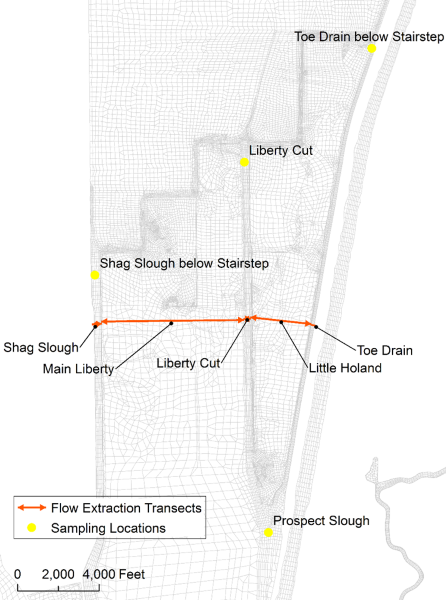 Toe Drain below Stairstep
Liberty Cut
Shag Slough below Stairstep
Shag Slough
Main Liberty
Liberty Cut
Toe Drain
Little Holand
Flow Extraction Transects
Sampling Locations
Prospect Slough
0 2,000 4,000 Feet